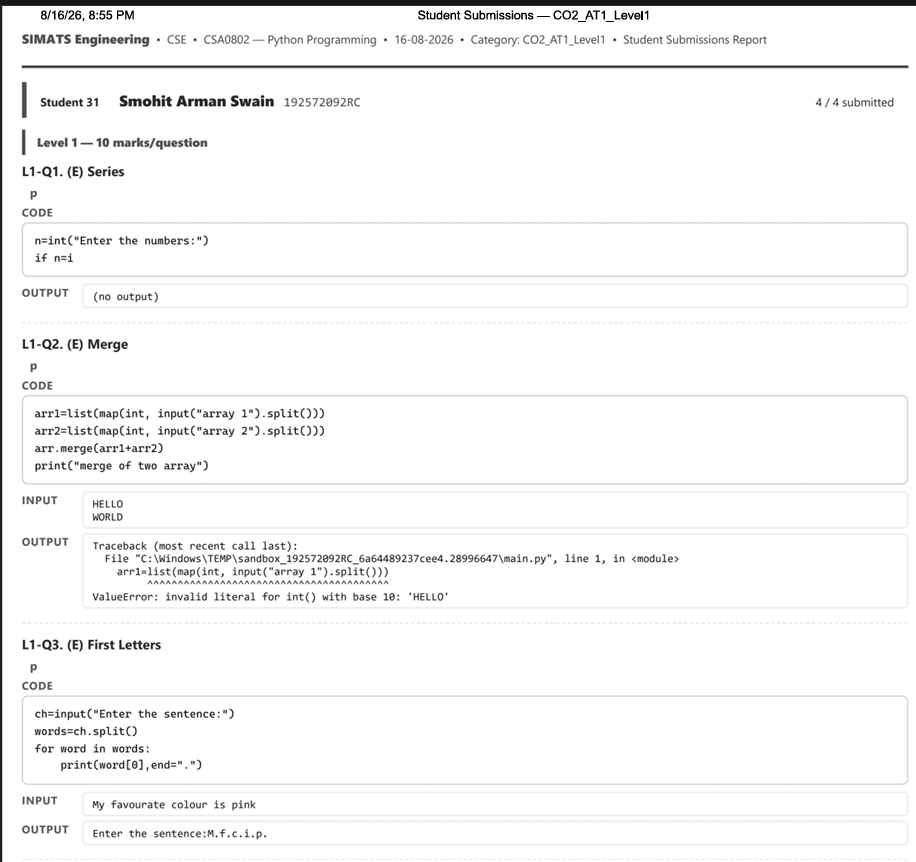 8/16/26, 8:55 PM Student Submissions — CO2_AT1_Level1
SIMATS Engineering • CSE • CSA0802 — Python Programming • 16-08-2026 • Category: CO2_AT1_Level1 • Student Submissions Report
Student 31 Smohit Arman Swain 192572092RC 4 / 4 submitted
Level 1 — 10 marks/question
L1-Q1. (E) Series
p
CODE
n=int("Enter the numbers:")
if n=i
OUTPUT (no output)
L1-Q2. (E) Merge
p
CODE
arr1=list(map(int, input("array 1").split()))
arr2=list(map(int, input("array 2").split()))
arr.merge(arr1+arr2)
print("merge of two array")
INPUT HELLO
WORLD
OUTPUT Traceback (most recent call last):
File "C:\Windows\TEMP\sandbox_192572092RC_6a64489237cee4.28996647\main.py", line 1, in <module>
arr1=list(map(int, input("array 1").split()))
^^^^^^^^^^^^^^^^^^^^^^^^^^^^^^^^^^^^^^^^
ValueError: invalid literal for int() with base 10: 'HELLO'
L1-Q3. (E) First Letters
p
CODE
ch=input("Enter the sentence:")
words=ch.split()
for word in words:
    print(word[0],end=".")
INPUT My favourate colour is pink
OUTPUT Enter the sentence:M.f.c.i.p.